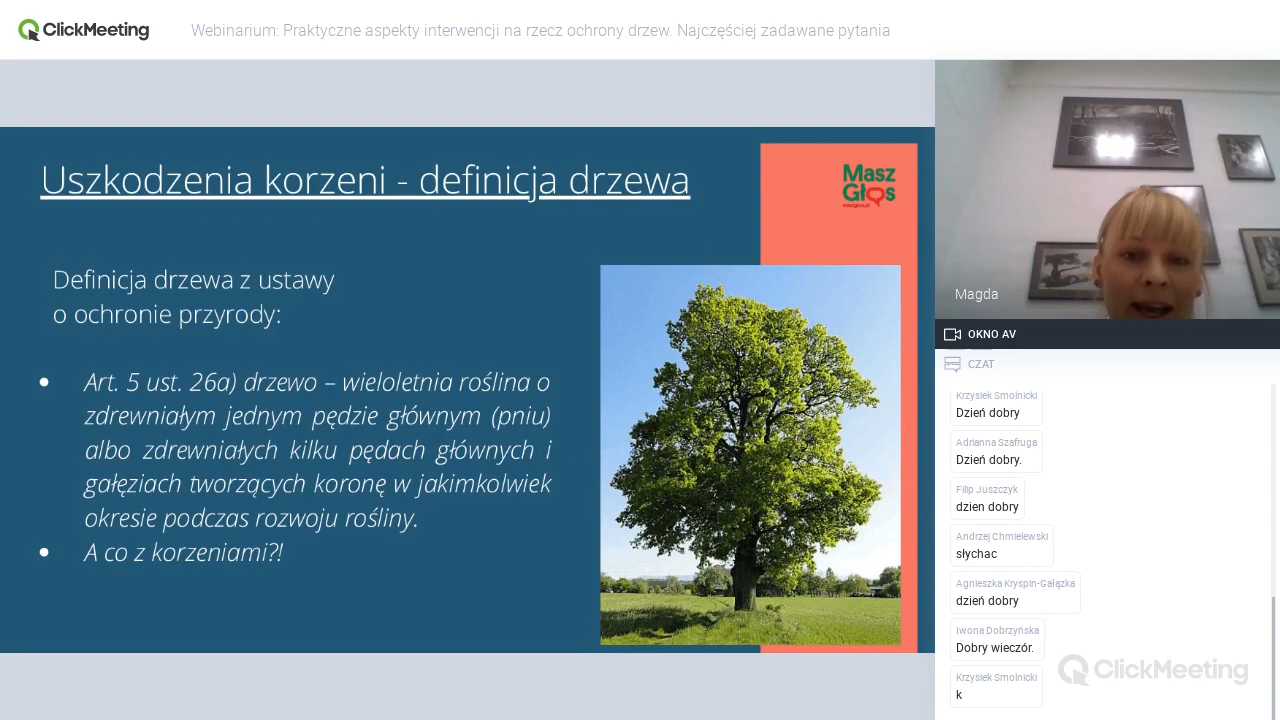 ClickMeeting
Webinarium: Praktyczne aspekty interwencji na rzecz ochrony drzew. Najczęściej zadawane pytania
Uszkodzenia korzeni - definicja drzewa
Masz
Głos
maszglos.pl
Definicja drzewa z ustawy
o ochronie przyrody:
• Art. 5 ust. 26a) drzewo – wieloletnia roślina o
zdrewniałym jednym pędzie głównym (pniu)
albo zdrewniałych kilku pędach głównych i
gałęziach tworzących koronę w jakimkolwiek
okresie podczas rozwoju rośliny.
• A co z korzeniami?!
Magda
OKNO AV
CZAT
Krzysiek Smolnicki
Dzień dobry
Adrianna Szafruga
Dzień dobry.
Filip Juszczyk
dzien dobry
Andrzej Chmielewski
słychac
Agnieszka Kryspin-Gałązka
dzień dobry
Iwona Dobrzyńska
Dobry wieczór.
Krzysiek Smolnicki
k
ClickMeeting